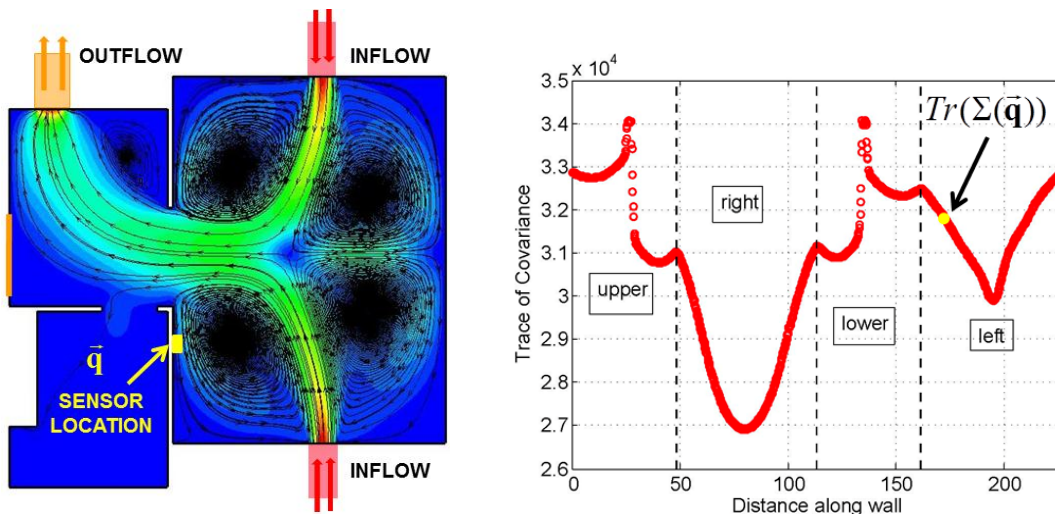 OUTFLOW
INFLOW
q⃗
SENSOR
LOCATION
INFLOW
x 10⁴
3.5
3.4
3.3
3.2
3.1
3
2.9
2.8
2.7
2.6
Trace of Covariance
Tr(Σ(q⃗))
right
upper
lower
left
0
50
100
150
200
Distance along wall